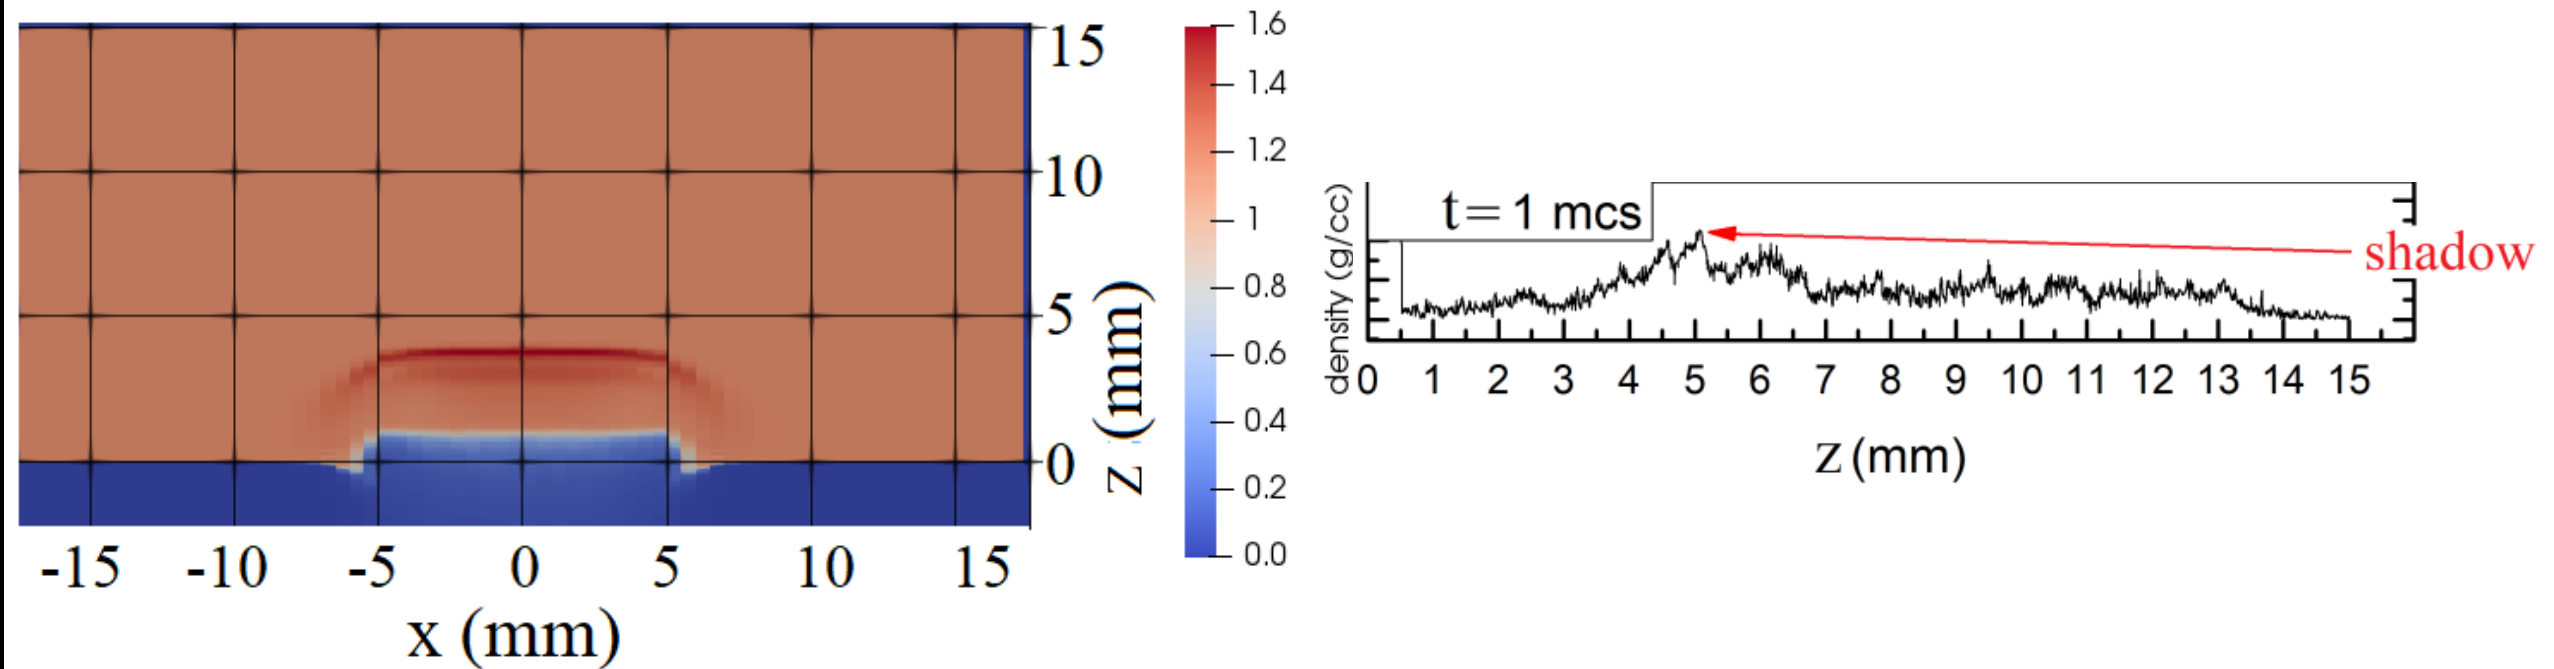 15
10
5
0
z (mm)
-15 -10 -5 0 5 10 15
x (mm)
1.6
1.4
1.2
1
0.8
0.6
0.4
0.2
0.0
density (g/cc)
t= 1 mcs
shadow
0 1 2 3 4 5 6 7 8 9 10 11 12 13 14 15
z (mm)